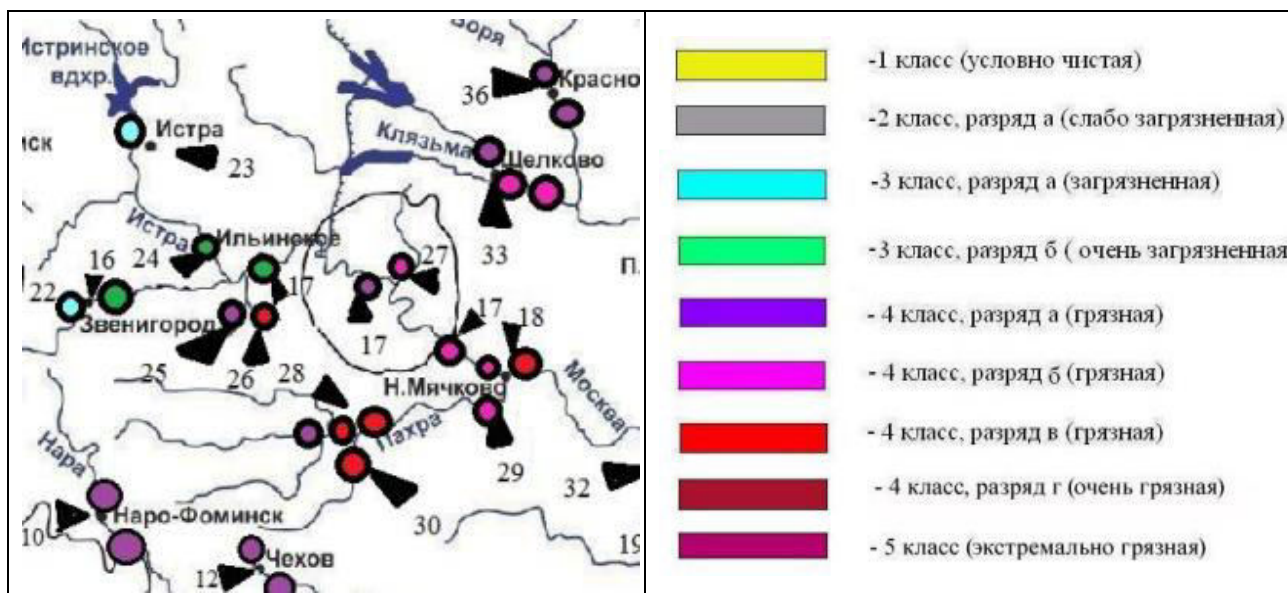 Истринское
вдхр.
Боря
36
Красно
Истра
23
нск
Клязьма
Щелково
33
Истра
Ильинское
24
16
17
27
22
Звенигород
17
17
18
25
26
28
Н.Мячково
Москва
Пахра
29
32
Нара
30
Наро-Фоминск
10
Чехов
12
19
П.
-1 класс (условно чистая)
-2 класс, разряд а (слабо загрязненная)
-3 класс, разряд а (загрязненная)
-3 класс, разряд б ( очень загрязненная
- 4 класс, разряд а (грязная)
- 4 класс, разряд б (грязная)
- 4 класс, разряд в (грязная)
- 4 класс, разряд г (очень грязная)
- 5 класс (экстремально грязная)